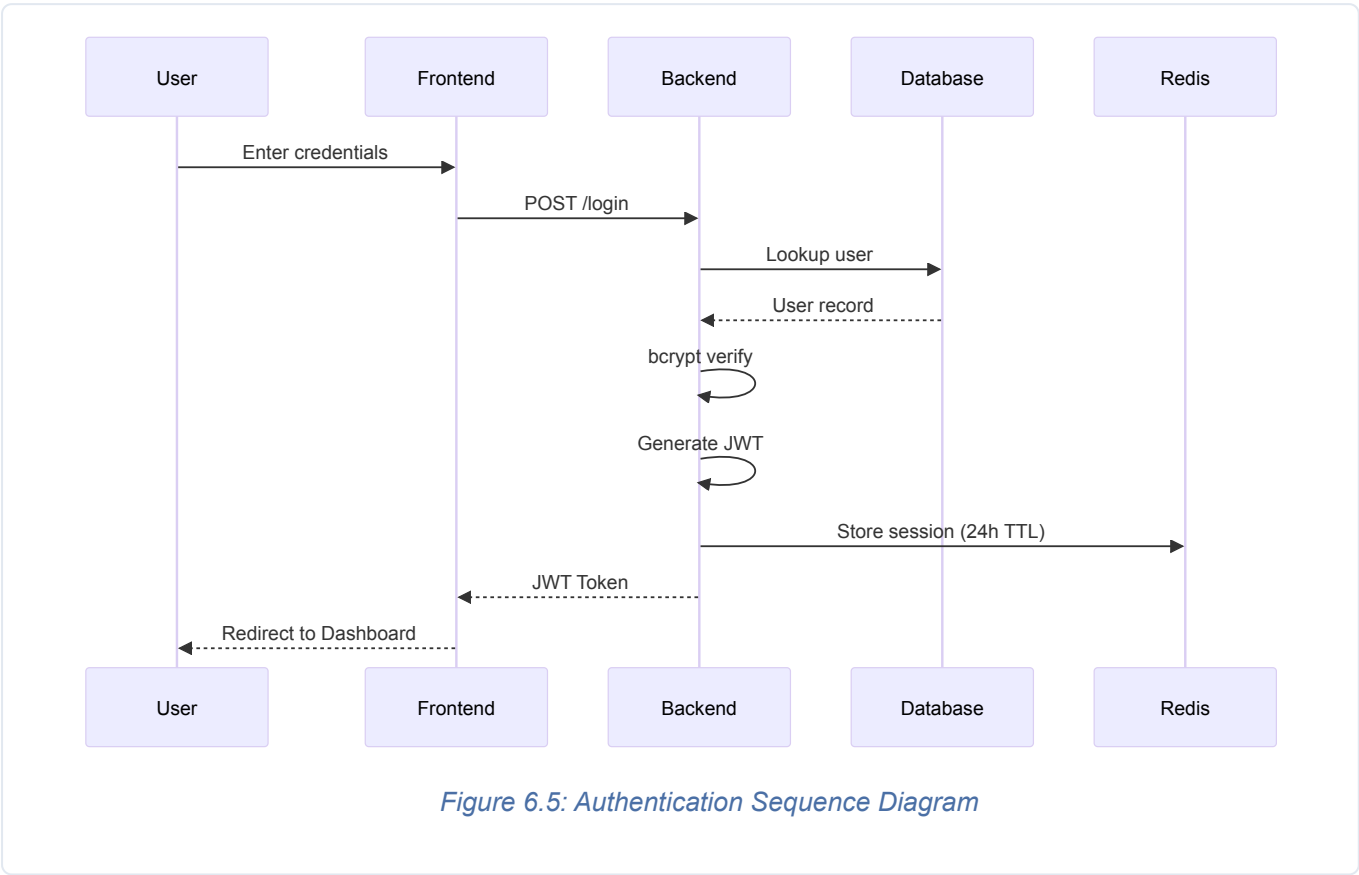 User
Frontend
Backend
Database
Redis
Enter credentials
POST /login
Lookup user
User record
bcrypt verify
Generate JWT
Store session (24h TTL)
JWT Token
Redirect to Dashboard
User
Frontend
Backend
Database
Redis
Figure 6.5: Authentication Sequence Diagram